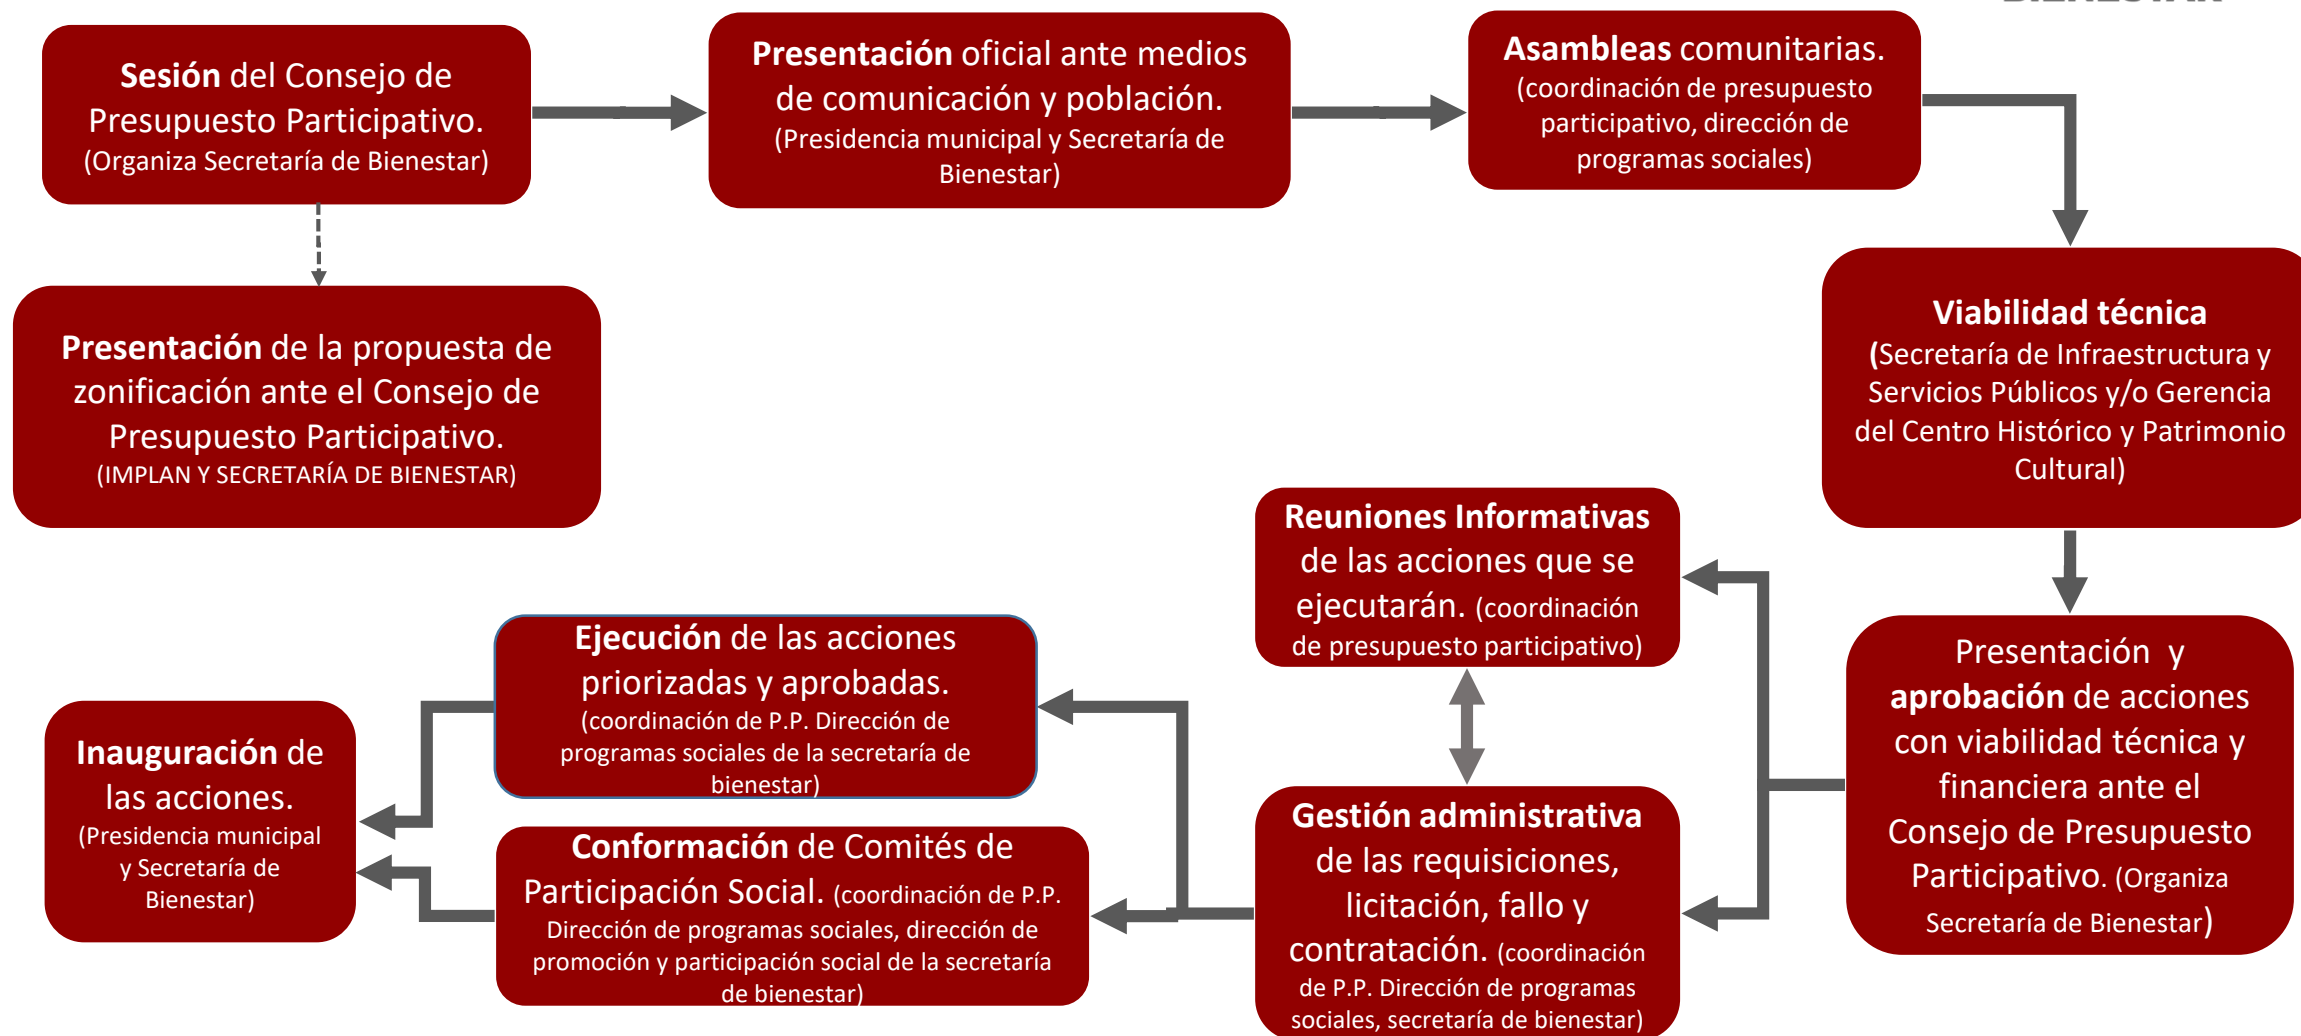 Sesión del Consejo de
Presupuesto Participativo.
(Organiza Secretaría de Bienestar)
Presentación oficial ante medios
de comunicación y población.
(Presidencia municipal y Secretaría de
Bienestar)
Asambleas comunitarias.
(coordinación de presupuesto
participativo, dirección de
programas sociales)
Presentación de la propuesta de
zonificación ante el Consejo de
Presupuesto Participativo.
(IMPLAN Y SECRETARÍA DE BIENESTAR)
Viabilidad técnica
(Secretaría de Infraestructura y
Servicios Públicos y/o Gerencia
del Centro Histórico y Patrimonio
Cultural)
Reuniones Informativas
de las acciones que se
ejecutarán. (coordinación
de presupuesto participativo)
Presentación y
aprobación de acciones
con viabilidad técnica y
financiera ante el
Consejo de Presupuesto
Participativo. (Organiza
Secretaría de Bienestar)
Ejecución de las acciones
priorizadas y aprobadas.
(coordinación de P.P. Dirección de
programas sociales de la secretaría de
bienestar)
Inauguración de
las acciones.
(Presidencia municipal
y Secretaría de
Bienestar)
Conformación de Comités de
Participación Social. (coordinación de P.P.
Dirección de programas sociales, dirección de
promoción y participación social de la secretaría
de bienestar)
Gestión administrativa
de las requisiciones,
licitación, fallo y
contratación. (coordinación
de P.P. Dirección de programas
sociales, secretaría de bienestar)